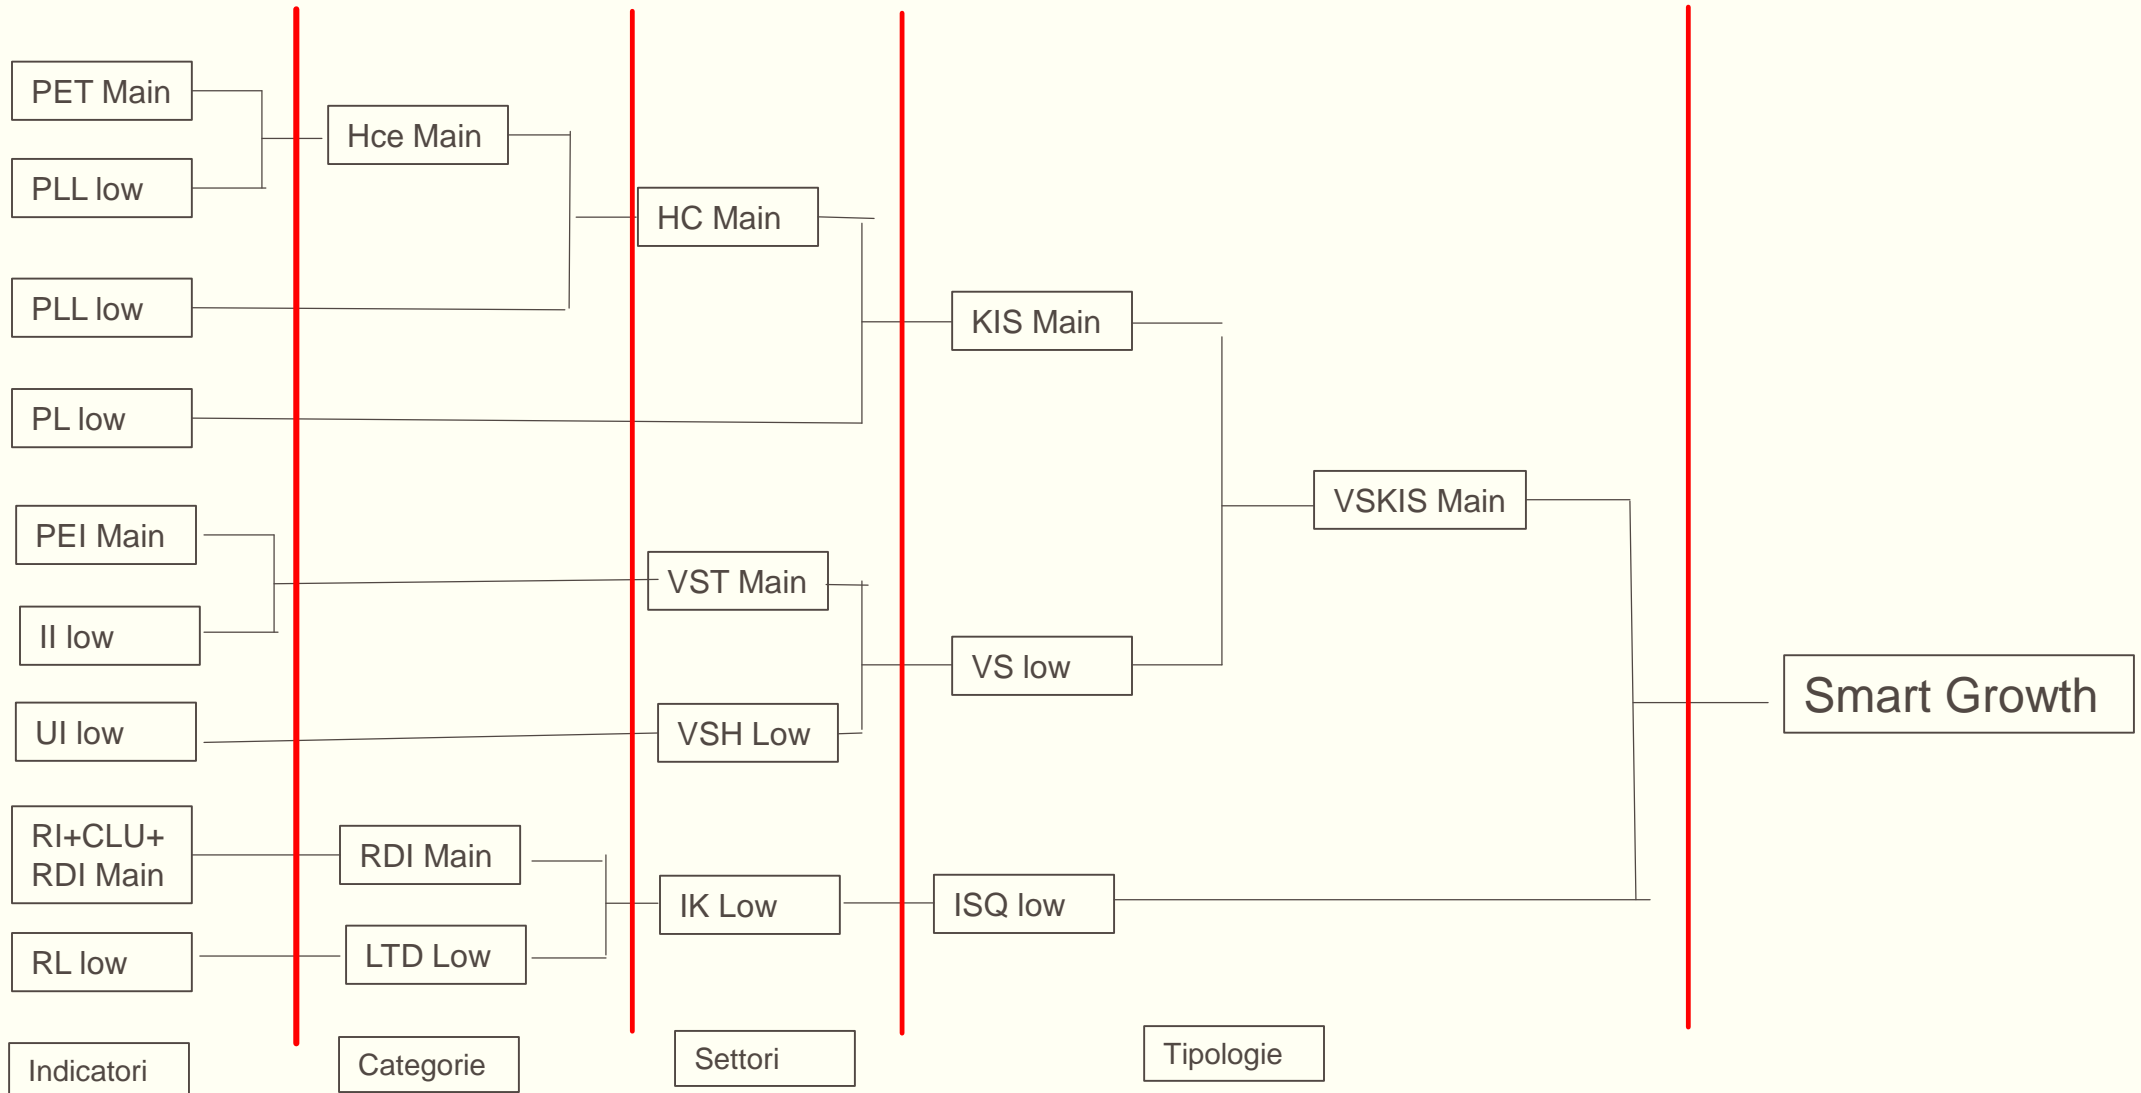 PET Main
PLL low
PLL low
PL low
PEI Main
II low
UI low
RI+CLU+
RDI Main
RL low
Indicatori
Hce Main
RDI Main
LTD Low
Categorie
HC Main
VST Main
VSH Low
IK Low
Settori
KIS Main
VS low
ISQ low
VSKIS Main
Tipologie
Smart Growth